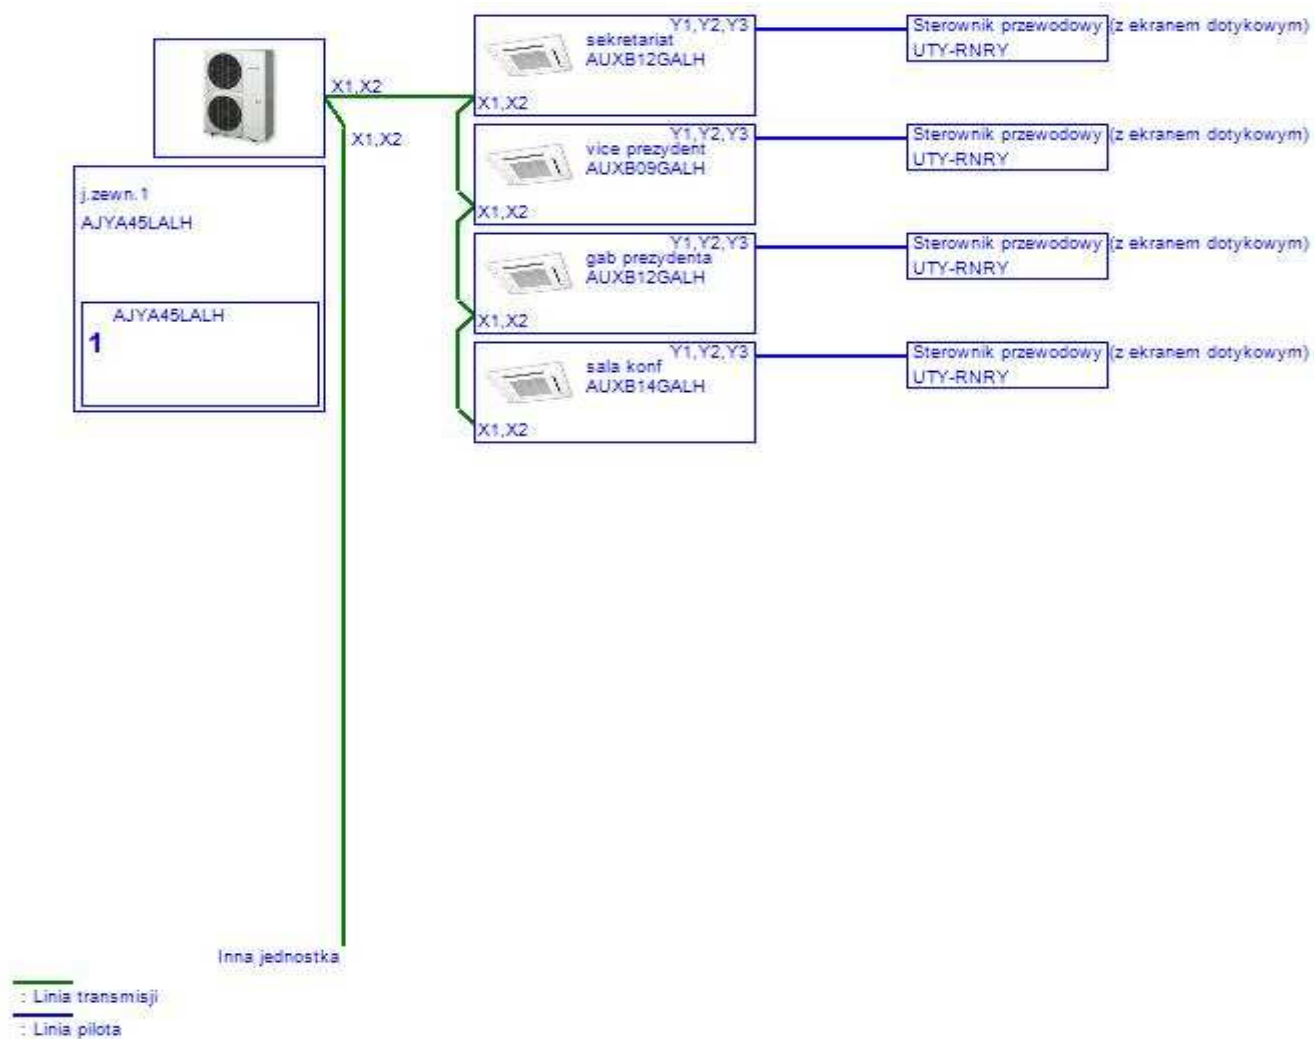 X1,X2
X1,X2
j.zewn.1
AJYA45LALH
AJYA45LALH
1
Y1,Y2,Y3
sekretariat
AUXB12GALH
X1,X2
Sterownik przewodowy (z ekranem dotykowym)
UTY-RNRY
Y1,Y2,Y3
vice prezydent
AUXB09GALH
X1,X2
Sterownik przewodowy (z ekranem dotykowym)
UTY-RNRY
Y1,Y2,Y3
gab prezydenta
AUXB12GALH
X1,X2
Sterownik przewodowy (z ekranem dotykowym)
UTY-RNRY
Y1,Y2,Y3
sala konf
AUXB14GALH
X1,X2
Sterownik przewodowy (z ekranem dotykowym)
UTY-RNRY
Inna jednostka
: Linia transmisji
: Linia pilota